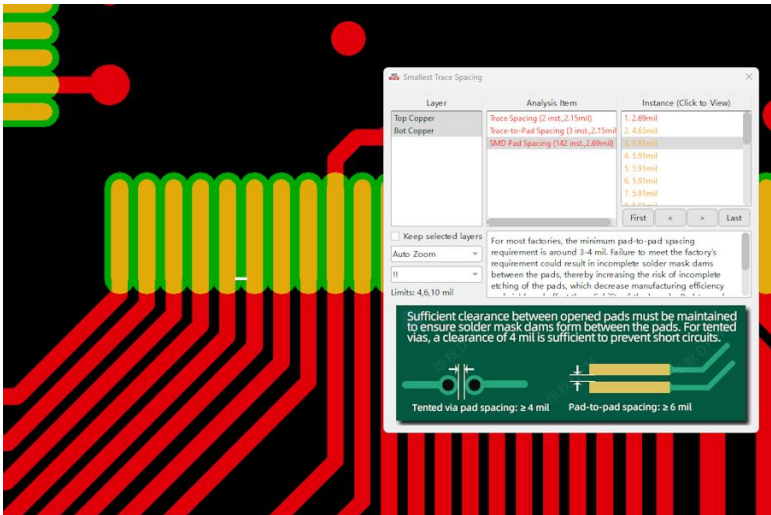 Smallest Trace Spacing
Layer
Analysis Item
Instance (Click to View)
Top Copper
Bot Copper
Trace Spacing (2 inst.,2.15mil)
Trace-to-Pad Spacing (3 inst.,2.15mil
SMD Pad Spacing (142 inst.,2.69mil)
1. 2.69mil
2. 4.65mil
3. 5.91mil
4. 5.91mil
5. 5.91mil
6. 5.91mil
7. 5.91mil
First < > Last
Keep selected layers
Auto Zoom
!!
Limits: 4,6,10 mil
For most factories, the minimum pad-to-pad spacing
requirement is around 3-4 mil. Failure to meet the factory's
requirement could result in incomplete solder mask dams
between the pads, thereby increasing the risk of incomplete
etching of the pads, which decrease manufacturing efficiency
Sufficient clearance between opened pads must be maintained
to ensure solder mask dams form between the pads. For tented
vias, a clearance of 4 mil is sufficient to prevent short circuits.
Tented via pad spacing: ≥ 4 mil
Pad-to-pad spacing: ≥ 6 mil